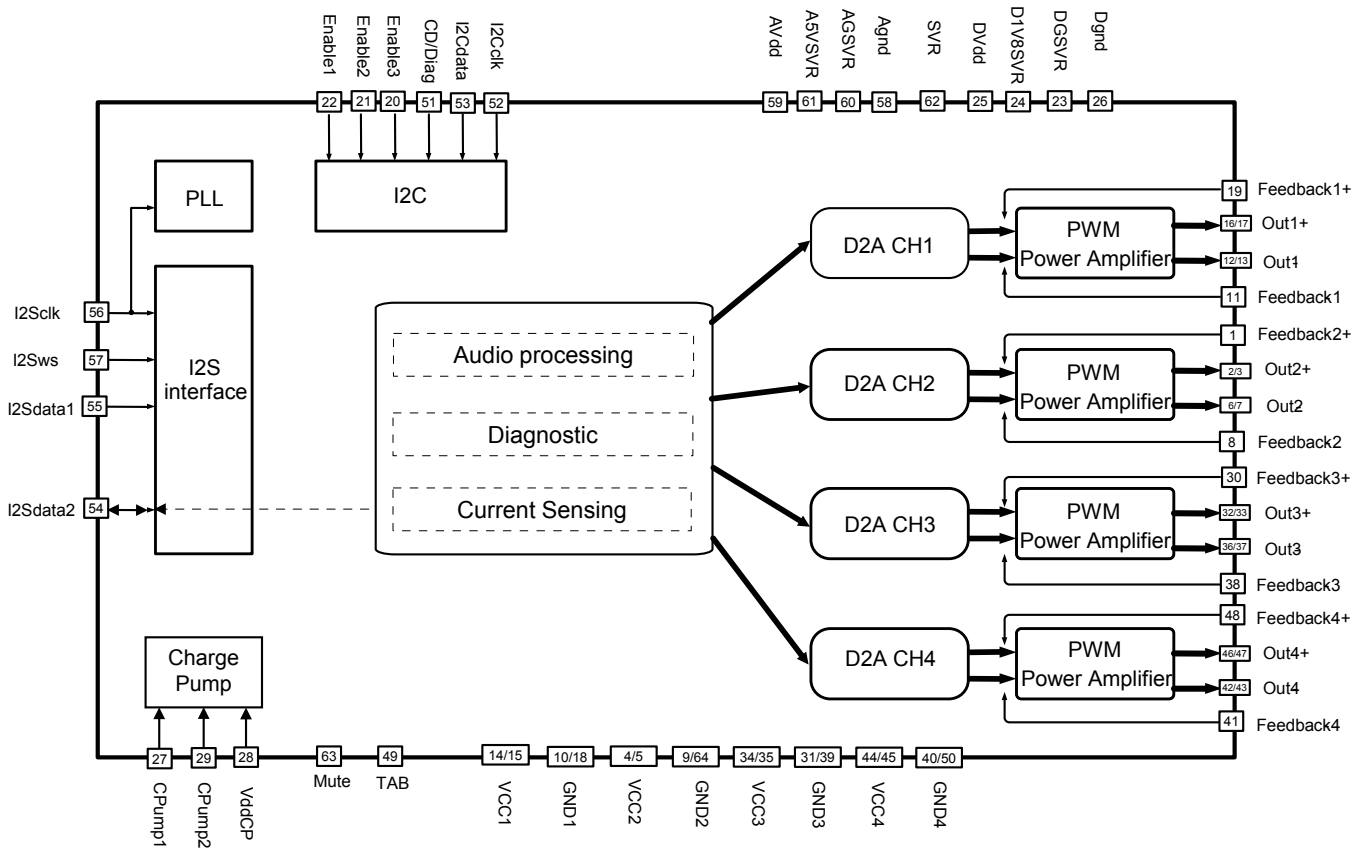 Enable1
Enable2
Enable3
CD/Diag
I2Cdata
I2Cclk
AVdd
A5VSVR
AGSVR
Agnd
SVR
DVdd
D1V8SVR
DGSVR
Dgnd
22
21
20
51
53
52
59
61
60
58
62
25
24
23
26
PLL
I2C
I2S
interface
I2Sclk
56
I2Sws
57
I2Sdata1
55
I2Sdata2
54
Audio processing
Diagnostic
Current Sensing
D2A CH1
PWM
Power Amplifier
19
Feedback1+
16/17
Out1+
12/13
Out1-
11
Feedback1
D2A CH2
PWM
Power Amplifier
1
Feedback2+
2/3
Out2+
6/7
Out2
8
Feedback2
D2A CH3
PWM
Power Amplifier
30
Feedback3+
32/33
Out3+
36/37
Out3
38
Feedback3
D2A CH4
PWM
Power Amplifier
48
Feedback4+
46/47
Out4+
42/43
Out4
41
Feedback4
Charge
Pump
27
29
28
63
49
14/15
10/18
4/5
9/64
34/35
31/39
44/45
40/50
CPump1
CPump2
VddCP
Mute
TAB
VCC1
GND1
VCC2
GND2
VCC3
GND3
VCC4
GND4